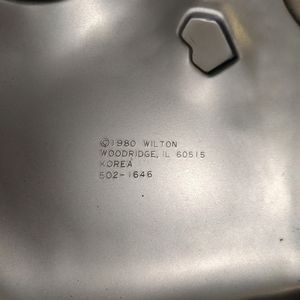 ©1980 WILTON
WOODRIDGE, IL 60515
KOREA
502-1646